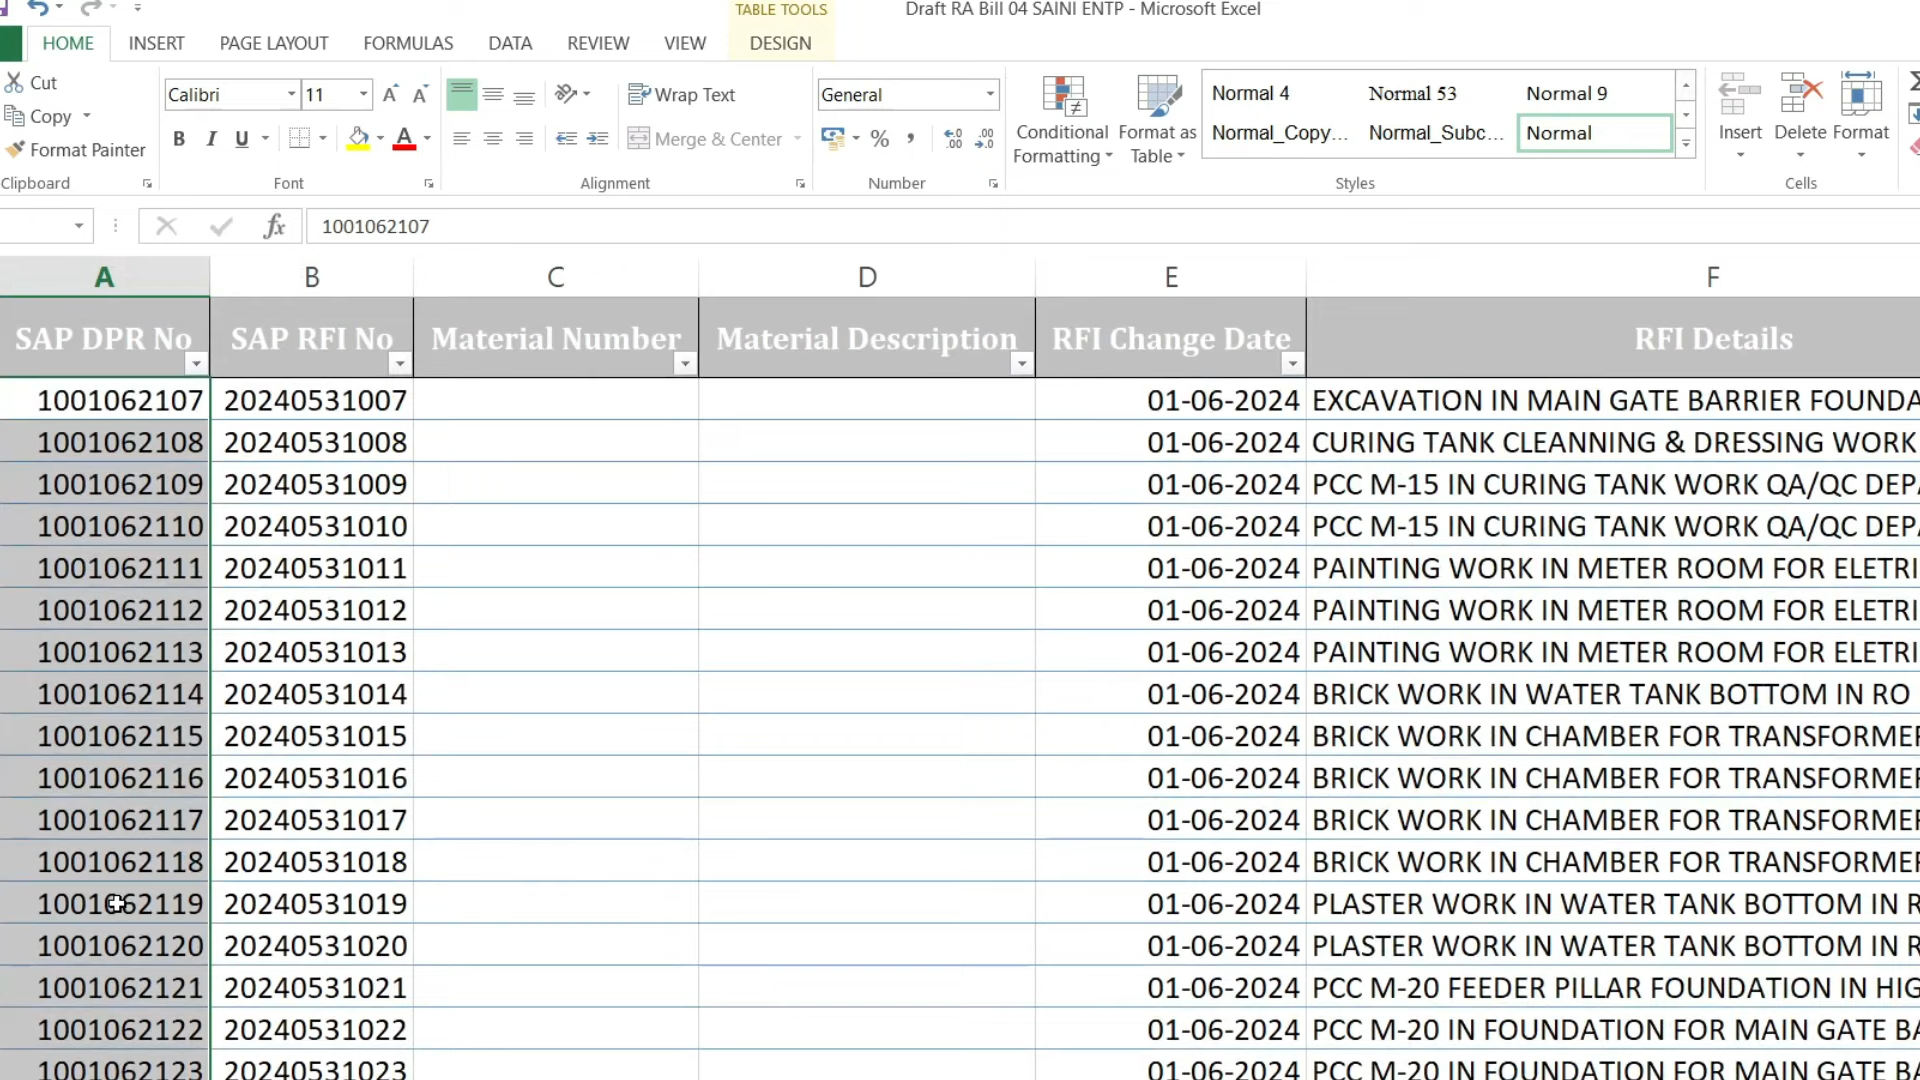 TABLE TOOLS
Draft RA Bill 04 SAINI ENTP - Microsoft Excel
HOME INSERT PAGE LAYOUT FORMULAS DATA REVIEW VIEW DESIGN
Cut
Copy
Format Painter
Clipboard
Calibri 11
B I U
Font
Wrap Text
Merge & Center
Alignment
General
Number
Conditional Formatting
Format as Table
Normal 4 Normal 53 Normal 9
Normal_Copy... Normal_Subc... Normal
Styles
Insert Delete Format
Cells
fx 1001062107
A B C D E F
SAP DPR No SAP RFI No Material Number Material Description RFI Change Date RFI Details
1001062107 20240531007 01-06-2024 EXCAVATION IN MAIN GATE BARRIER FOUNDA
1001062108 20240531008 01-06-2024 CURING TANK CLEANNING & DRESSING WORK
1001062109 20240531009 01-06-2024 PCC M-15 IN CURING TANK WORK QA/QC DEPA
1001062110 20240531010 01-06-2024 PCC M-15 IN CURING TANK WORK QA/QC DEPA
1001062111 20240531011 01-06-2024 PAINTING WORK IN METER ROOM FOR ELETRI
1001062112 20240531012 01-06-2024 PAINTING WORK IN METER ROOM FOR ELETRI
1001062113 20240531013 01-06-2024 PAINTING WORK IN METER ROOM FOR ELETRI
1001062114 20240531014 01-06-2024 BRICK WORK IN WATER TANK BOTTOM IN RO
1001062115 20240531015 01-06-2024 BRICK WORK IN CHAMBER FOR TRANSFORMER
1001062116 20240531016 01-06-2024 BRICK WORK IN CHAMBER FOR TRANSFORMER
1001062117 20240531017 01-06-2024 BRICK WORK IN CHAMBER FOR TRANSFORMER
1001062118 20240531018 01-06-2024 BRICK WORK IN CHAMBER FOR TRANSFORMER
1001062119 20240531019 01-06-2024 PLASTER WORK IN WATER TANK BOTTOM IN R
1001062120 20240531020 01-06-2024 PLASTER WORK IN WATER TANK BOTTOM IN R
1001062121 20240531021 01-06-2024 PCC M-20 FEEDER PILLAR FOUNDATION IN HIG
1001062122 20240531022 01-06-2024 PCC M-20 IN FOUNDATION FOR MAIN GATE BA
1001062123 20240531023 01-06-2024 PCC M-20 IN FOUNDATION FOR MAIN GATE BA